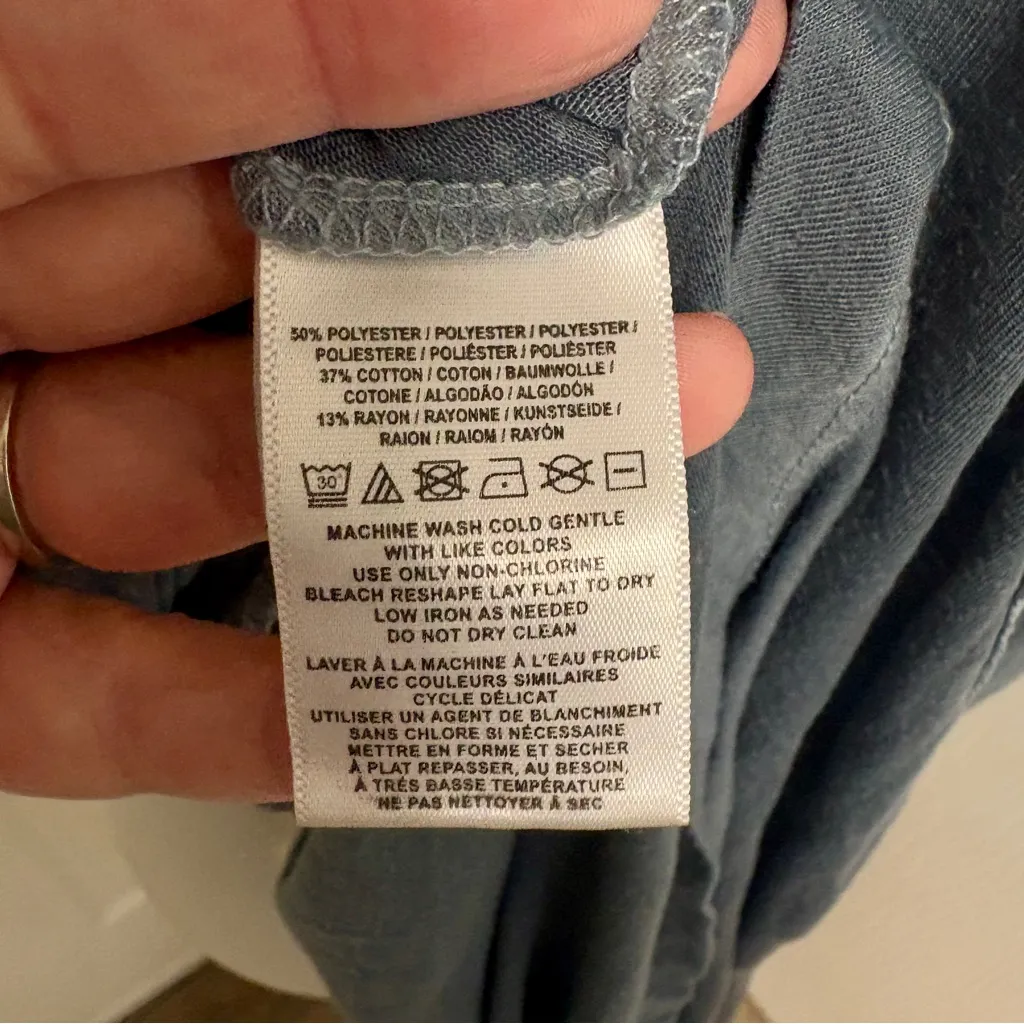 50% POLYESTER / POLYESTER / POLYESTER /
POLIESTERE / POLIÉSTER / POLIÉSTER
37% COTTON / COTON / BAUMWOLLE /
COTONE / ALGODÃO / ALGODÓN
13% RAYON / RAYONNE / KUNSTSEIDE /
RAION / RAIOM / RAYÓN
30°
MACHINE WASH COLD GENTLE
WITH LIKE COLORS
USE ONLY NON-CHLORINE
BLEACH RESHAPE LAY FLAT TO DRY
LOW IRON AS NEEDED
DO NOT DRY CLEAN
LAVER À LA MACHINE À L'EAU FROIDE
AVEC COULEURS SIMILAIRES
CYCLE DÉLICAT
UTILISER UN AGENT DE BLANCHIMENT
SANS CHLORE SI NÉCESSAIRE
METTRE EN FORME ET SECHER
À PLAT REPASSER, AU BESOIN,
À TRÉS BASSE TEMPÉRATURE
NE PAS NETTOYER À SEC